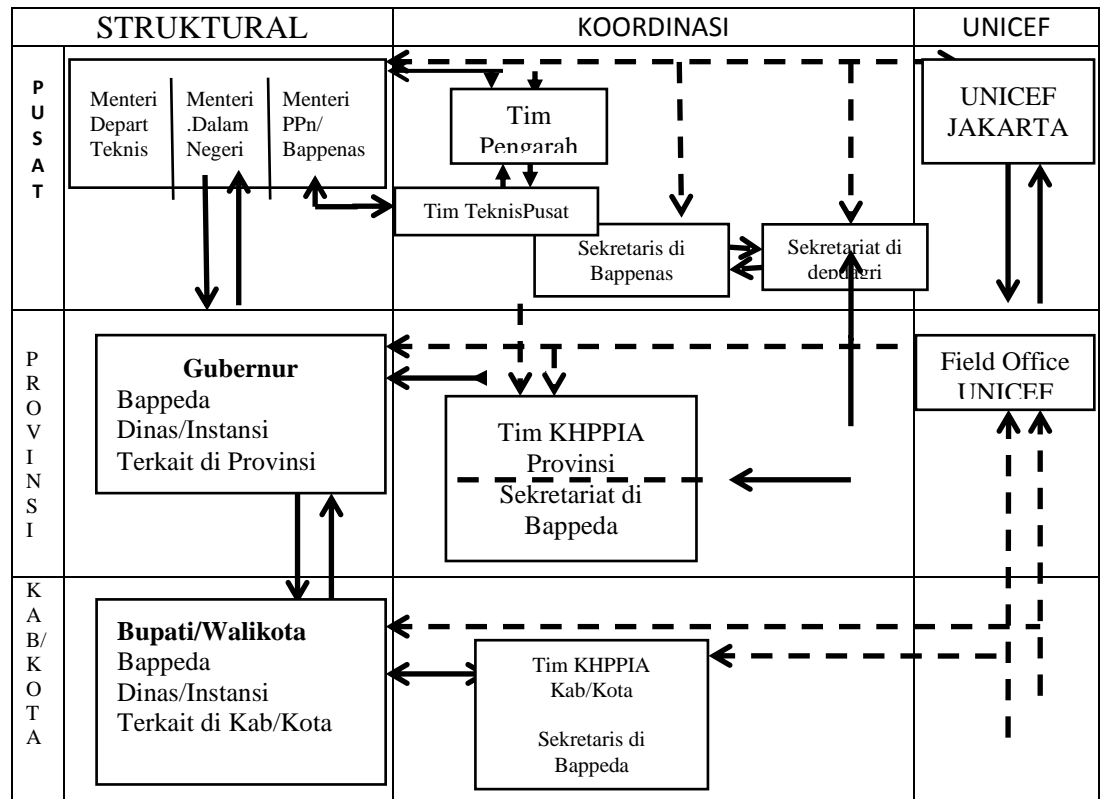 STRUKTURAL
KOORDINASI
UNICEF
P
U
S
A
T
Menteri
Depart
Teknis
Menteri
.Dalam
Negeri
Menteri
PPn/
Bappenas
Tim
Pengarah
Tim TeknisPusat
Sekretaris di
Bappenas
Sekretariat di
depdagri
UNICEF
JAKARTA
P
R
O
V
I
N
S
I
Gubernur
Bappeda
Dinas/Instansi
Terkait di Provinsi
Tim KHPPIA
Provinsi
Sekretariat di
Bappeda
Field Office
UNICEF
K
A
B/
K
O
T
A
Bupati/Walikota
Bappeda
Dinas/Instansi
Terkait di Kab/Kota
Tim KHPPIA
Kab/Kota
Sekretaris di
Bappeda